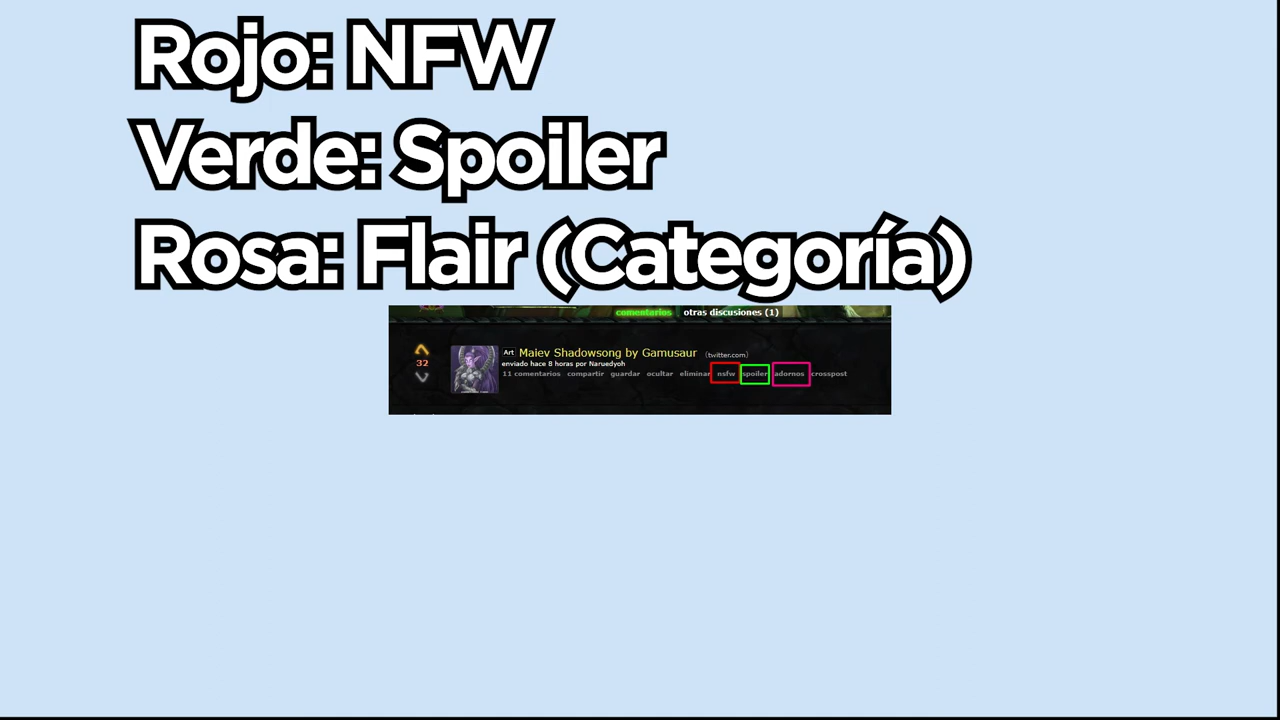 Rojo: NFW
Verde: Spoiler
Rosa: Flair (Categoría)
comentarios otras discusiones (1)
Art Maiev Shadowsong by Gamusaur (twitter.com)
32 enviado hace 8 horas por Naruedyoh
11 comentarios compartir guardar ocultar eliminar nsfw spoiler adornos crosspost